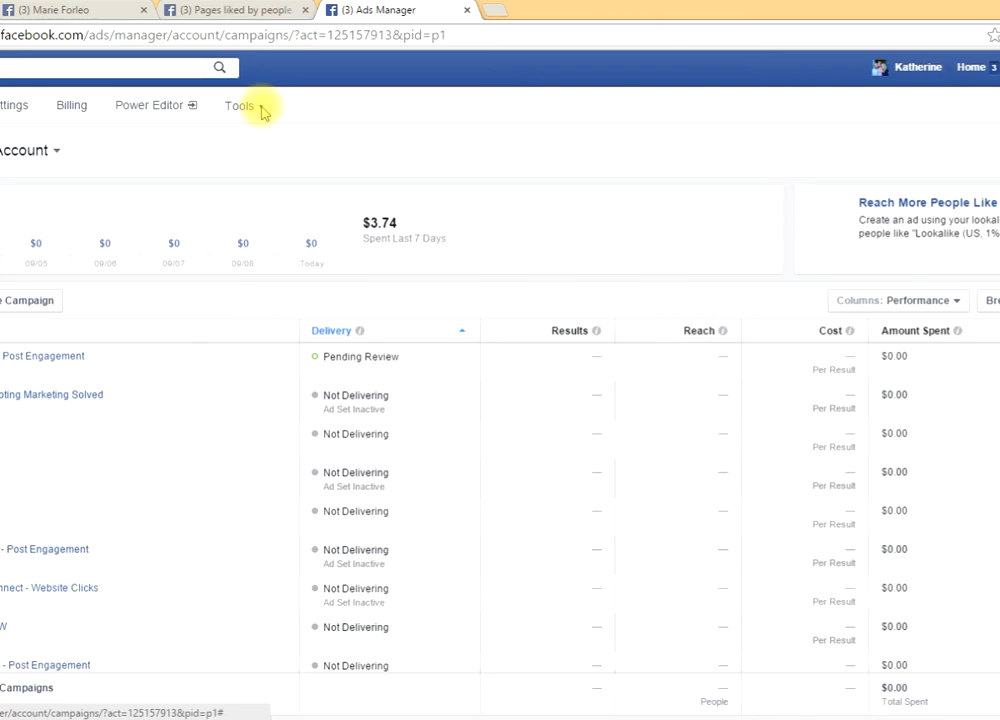 (3) Marie Forleo
(3) Pages liked by people
(3) Ads Manager
facebook.com/ads/manager/account/campaigns/?act=125157913&pid=p1
Katherine Home 3
ttings Billing Power Editor Tools
Account
$3.74
Spent Last 7 Days
$0 $0 $0 $0 $0
09/05 09/06 09/07 09/08 Today
Reach More People Like
Create an ad using your lookal
people like "Lookalike (US, 1%
e Campaign
Columns: Performance
Bre
Delivery Results Reach Cost Amount Spent
Post Engagement Pending Review — — — $0.00
Per Result
oting Marketing Solved Not Delivering — — — $0.00
Ad Set Inactive Per Result
Not Delivering — — — $0.00
Per Result
Not Delivering — — — $0.00
Ad Set Inactive Per Result
Not Delivering — — — $0.00
Per Result
- Post Engagement Not Delivering — — — $0.00
Ad Set Inactive Per Result
nnect - Website Clicks Not Delivering — — — $0.00
Ad Set Inactive Per Result
W Not Delivering — — — $0.00
Per Result
- Post Engagement Not Delivering — — — $0.00
Campaigns — — — $0.00
People Total Spent
er/account/campaigns/?act=125157913&pid=p1#